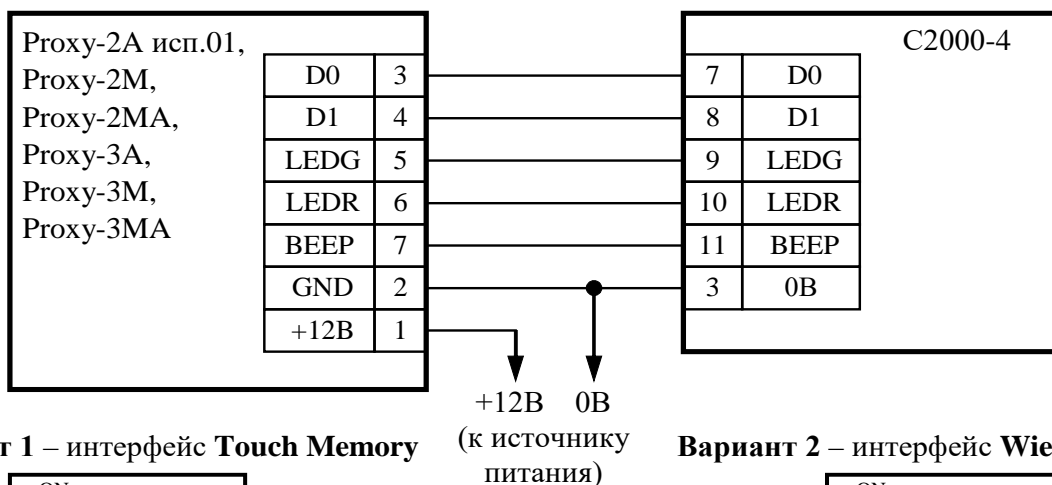 Proxy-2A исп.01,
Proxy-2M,
Proxy-2MA,
Proxy-3A,
Proxy-3M,
Proxy-3MA
D0 3
D1 4
LEDG 5
LEDR 6
BEEP 7
GND 2
+12В 1
С2000-4
7 D0
8 D1
9 LEDG
10 LEDR
11 BEEP
3 0В
+12В 0В
(к источнику
питания)
т 1 – интерфейс Touch Memory
Вариант 2 – интерфейс Wie